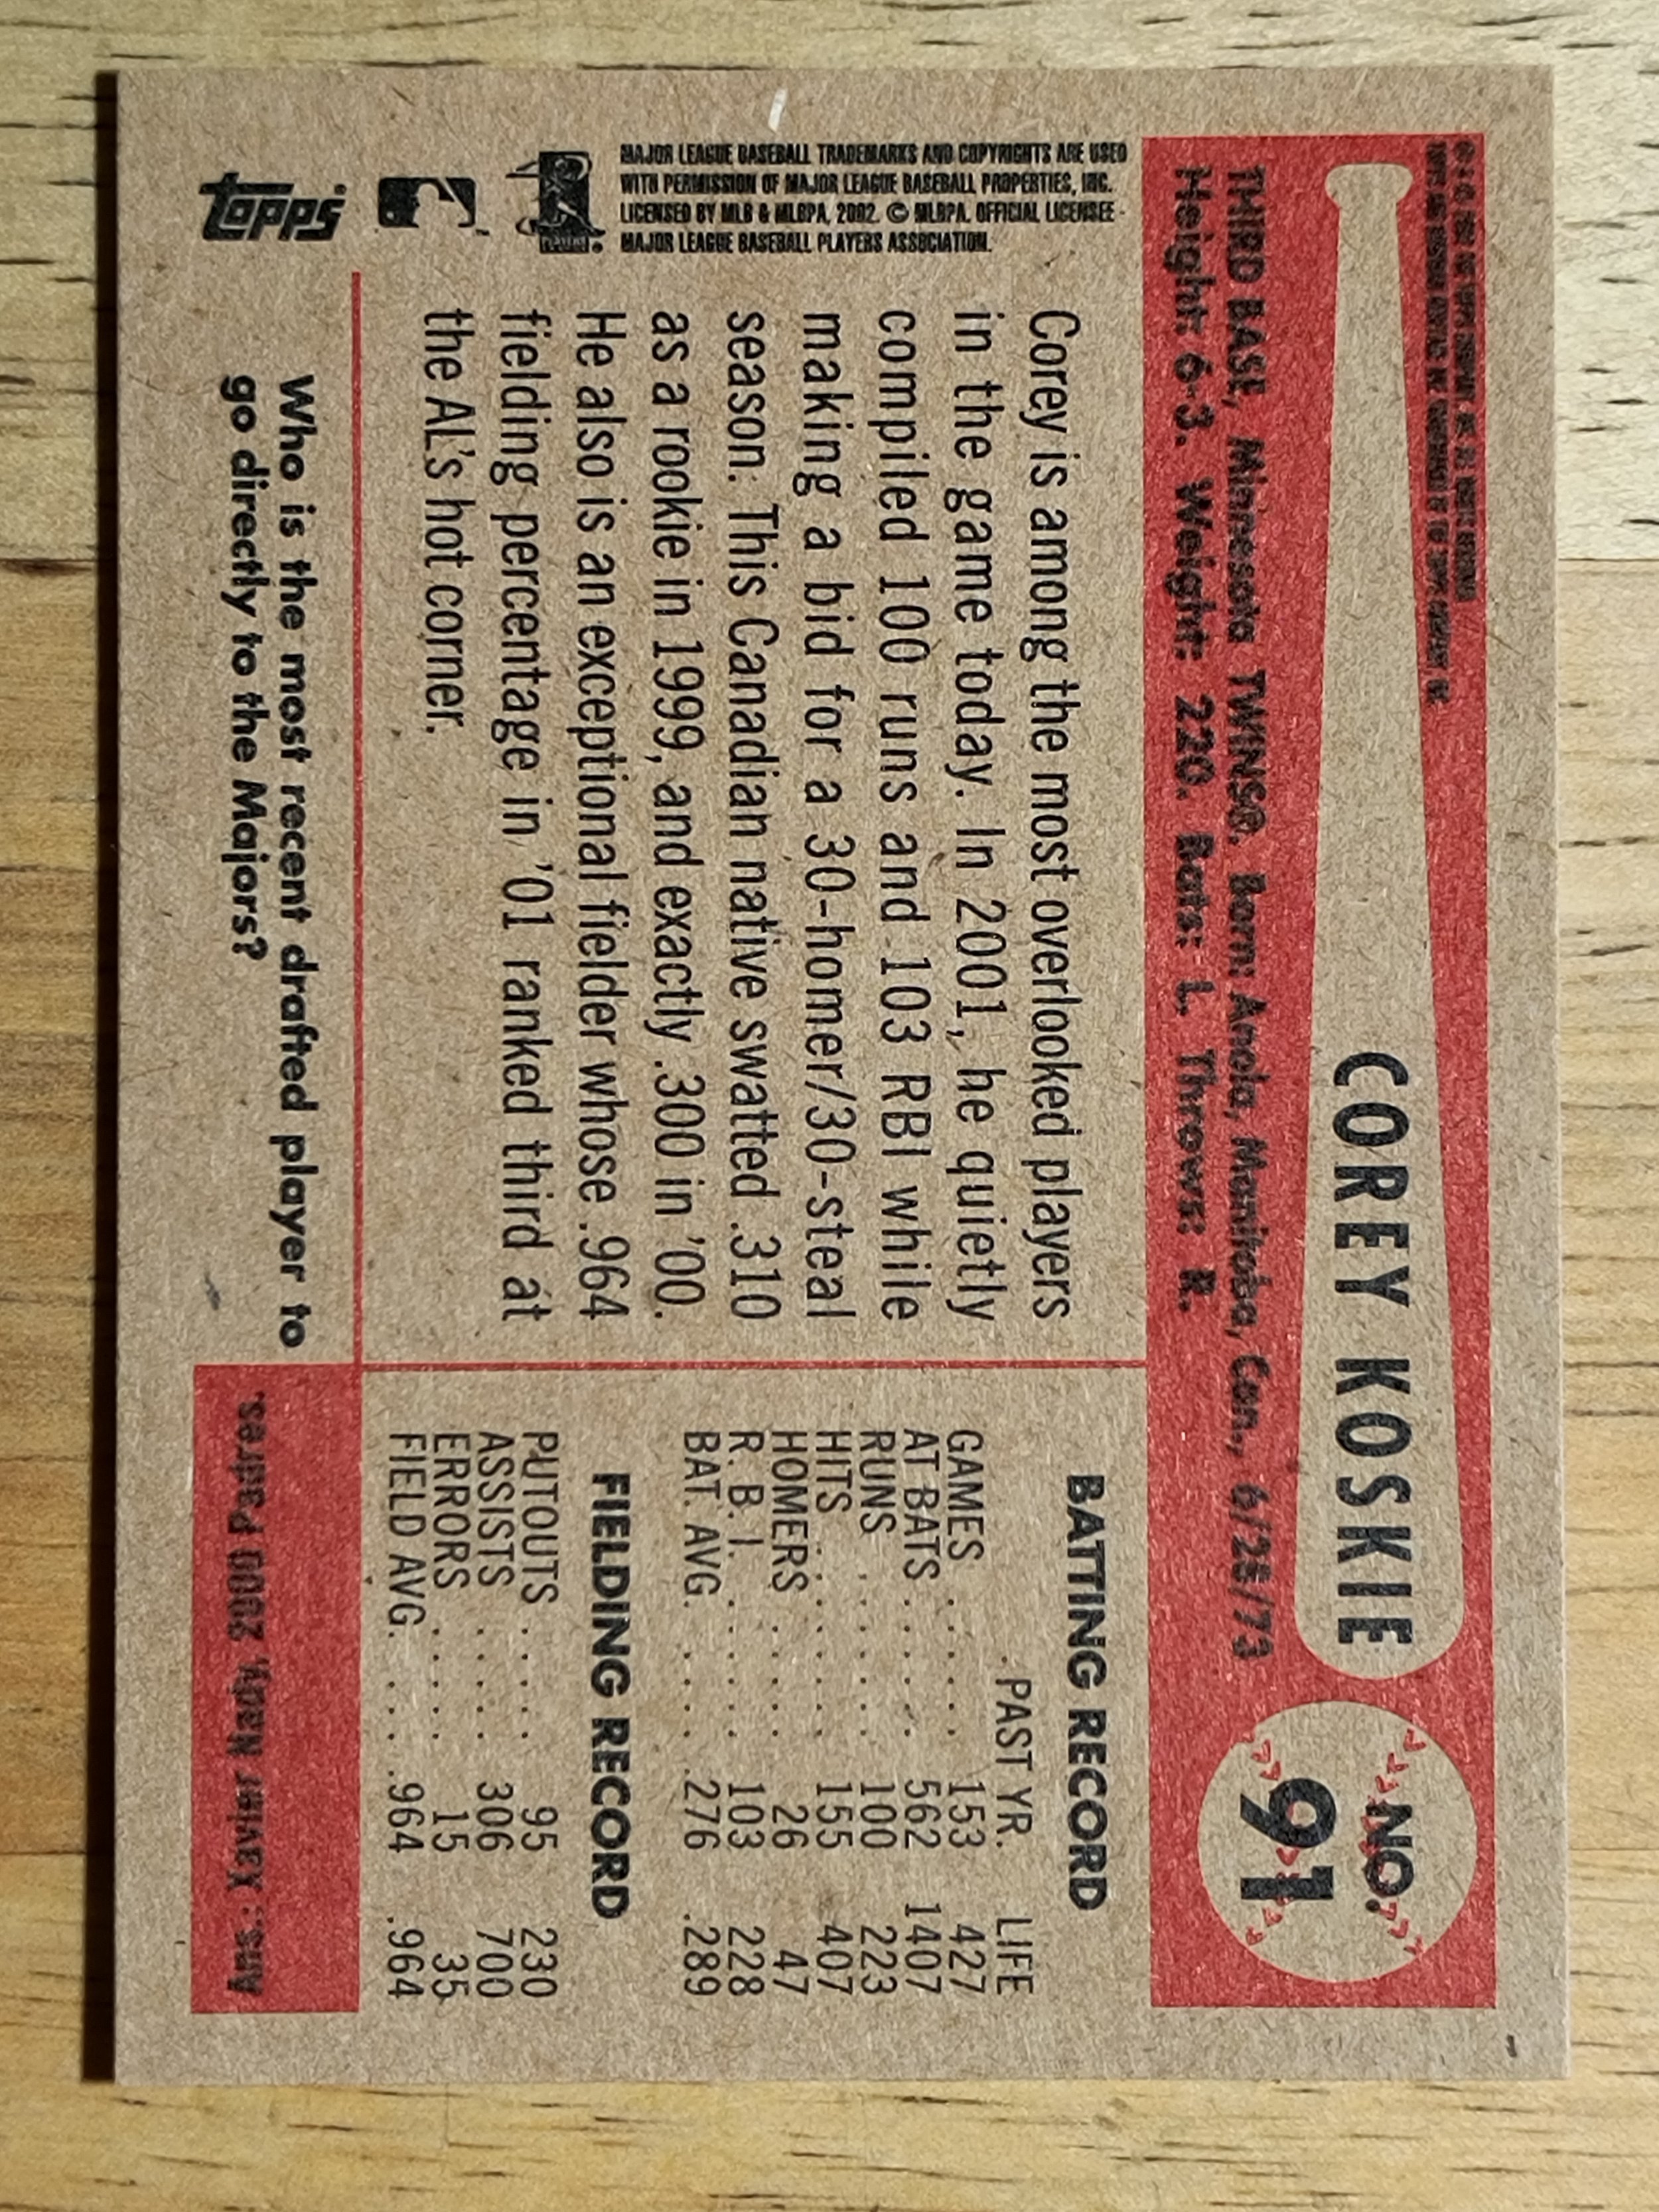 COREY KOSKIE
NO.
91
THIRD BASE, Minnesota TWINS®. Born: Anola, Manitoba, Can., 6/28/73
Height: 6-3. Weight: 220. Bats: L. Throws: R.
MAJOR LEAGUE BASEBALL TRADEMARKS AND COPYRIGHTS ARE USED
WITH PERMISSION OF MAJOR LEAGUE BASEBALL PROPERTIES, INC.
LICENSED BY MLB & MLBPA, 2002. © MLBPA. OFFICIAL LICENSEE -
MAJOR LEAGUE BASEBALL PLAYERS ASSOCIATION.
topps
Corey is among the most overlooked players
in the game today. In 2001, he quietly
compiled 100 runs and 103 RBI while
making a bid for a 30-homer/30-steal
season. This Canadian native swatted .310
as a rookie in 1999, and exactly .300 in '00.
He also is an exceptional fielder whose .964
fielding percentage in '01 ranked third at
the AL's hot corner.
BATTING RECORD
PAST YR. LIFE
GAMES . . . . . 153 427
AT BATS . . . . . 562 1407
RUNS . . . . . . 100 223
HITS . . . . . . . 155 407
HOMERS . . . . . 26 47
R. B. I. . . . . . . 103 228
BAT. AVG. . . . . .276 .289
FIELDING RECORD
PUTOUTS . . . . 95 230
ASSISTS . . . . . 306 700
ERRORS . . . . . 15 35
FIELD AVG. . . . .964 .964
Who is the most recent drafted player to
go directly to the Majors?
Ans.: Xavier Nady, 2000 Padres.